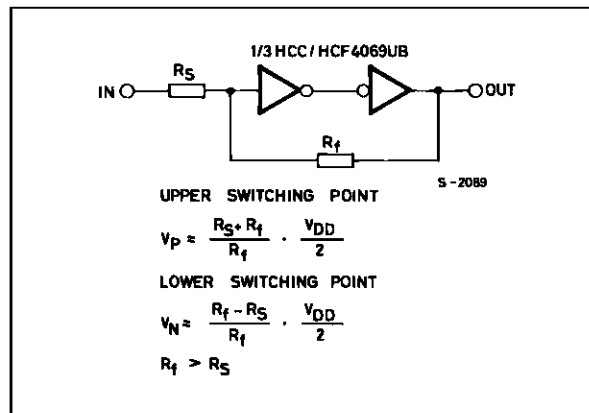 1/3 HCC/HCF4069UB
RS
IN
OUT
Rf
S-2089
UPPER SWITCHING POINT
VP = RS+Rf / Rf · VDD / 2
LOWER SWITCHING POINT
VN = Rf-RS / Rf · VDD / 2
Rf > RS